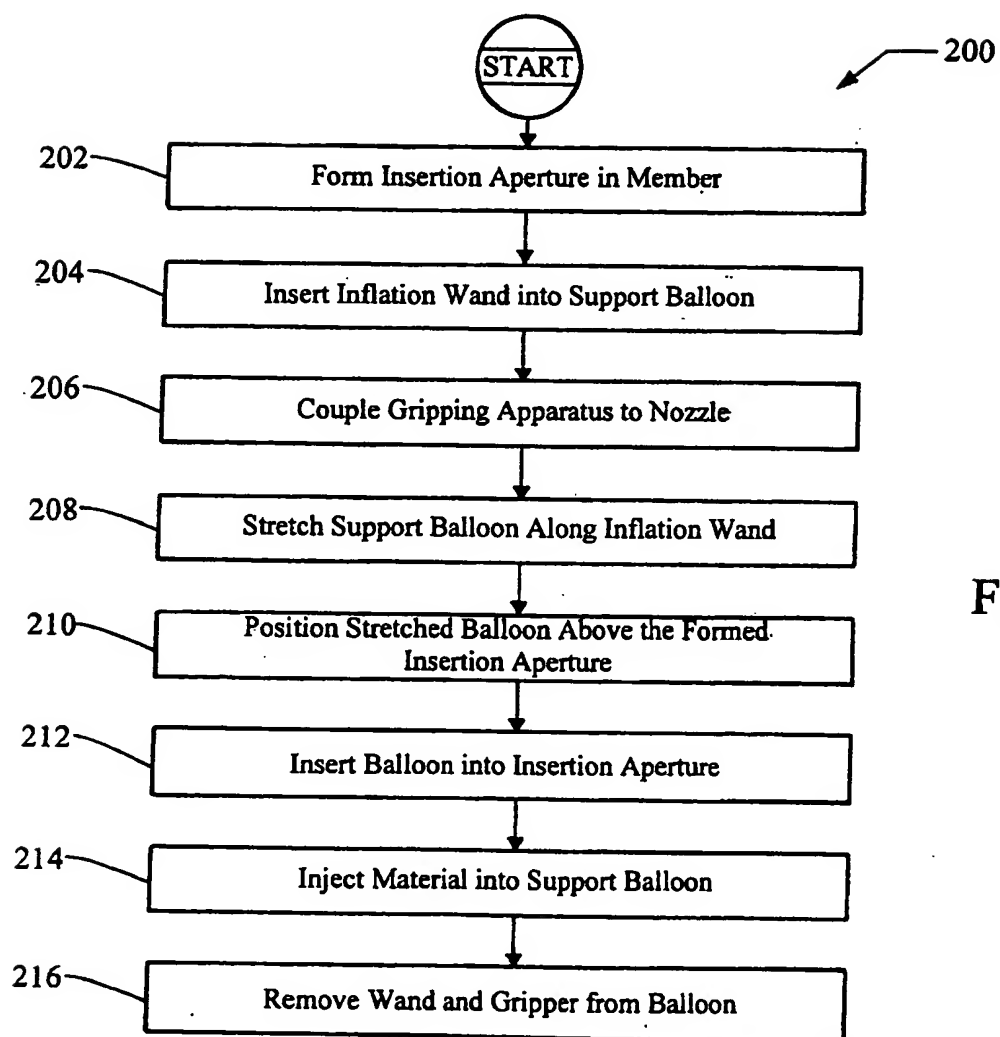 START
200
202
Form Insertion Aperture in Member
204
Insert Inflation Wand into Support Balloon
206
Couple Gripping Apparatus to Nozzle
208
Stretch Support Balloon Along Inflation Wand
210
Position Stretched Balloon Above the Formed
Insertion Aperture
F
212
Insert Balloon into Insertion Aperture
214
Inject Material into Support Balloon
216
Remove Wand and Gripper from Balloon